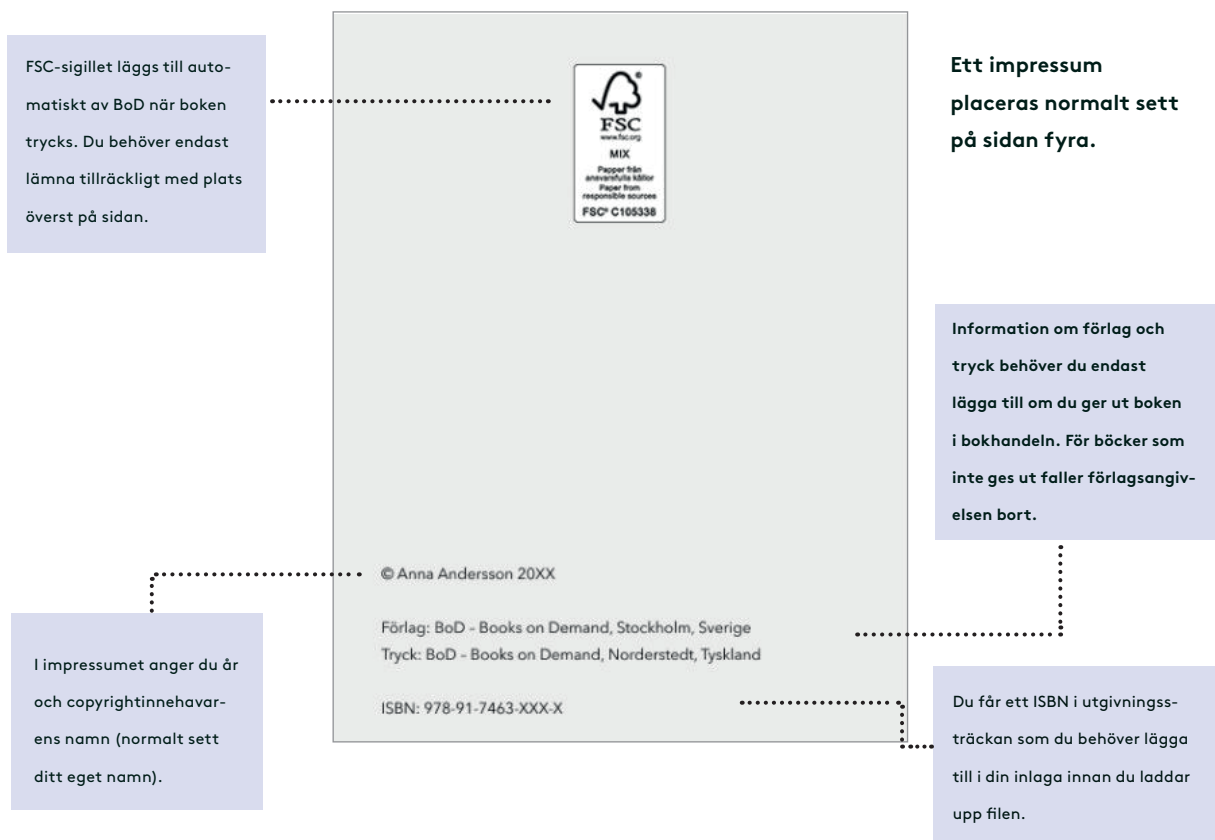 FSC-sigillet läggs till auto-
matiskt av BoD när boken
trycks. Du behöver endast
lämna tillräckligt med plats
överst på sidan.
®
FSC
www.fsc.org
MIX
Papper från
ansvarsfulla källor
Paper from
responsible sources
FSC® C105338
Ett impressum
placeras normalt sett
på sidan fyra.
Information om förlag och
tryck behöver du endast
lägga till om du ger ut boken
i bokhandeln. För böcker som
inte ges ut faller förlagsangiv-
elsen bort.
© Anna Andersson 20XX
Förlag: BoD - Books on Demand, Stockholm, Sverige
Tryck: BoD – Books on Demand, Norderstedt, Tyskland
ISBN: 978-91-7463-XXX-X
I impressumet anger du år
och copyrightinnehavar-
ens namn (normalt sett
ditt eget namn).
Du får ett ISBN i utgivningss-
träckan som du behöver lägga
till i din inlaga innan du laddar
upp filen.